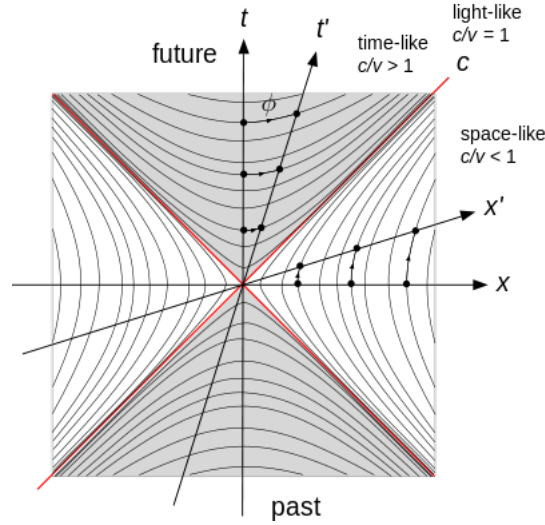 t
t'
light-like
c/v = 1
future
time-like
c/v > 1
c
ϕ
space-like
c/v < 1
x'
x
past